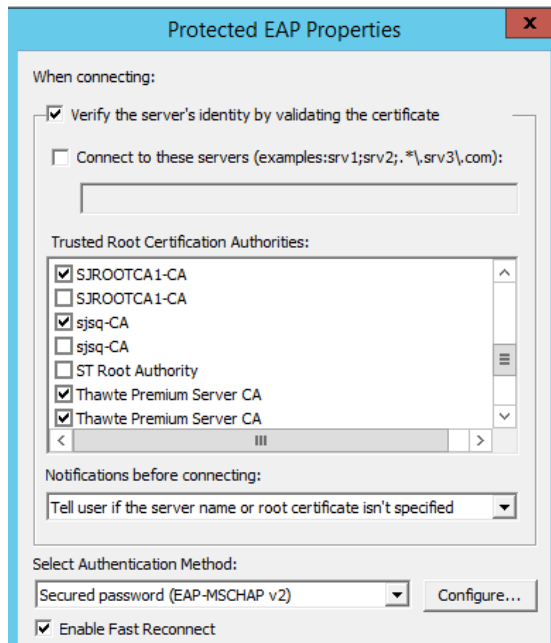 Protected EAP Properties
x
When connecting:
Verify the server's identity by validating the certificate
Connect to these servers (examples:srv1;srv2;.*\.srv3\.com):
Trusted Root Certification Authorities:
SJROOTCA1-CA
SJROOTCA1-CA
sjsq-CA
sjsq-CA
ST Root Authority
Thawte Premium Server CA
Thawte Premium Server CA
Notifications before connecting:
Tell user if the server name or root certificate isn't specified
Select Authentication Method:
Secured password (EAP-MSCHAP v2) Configure...
Enable Fast Reconnect